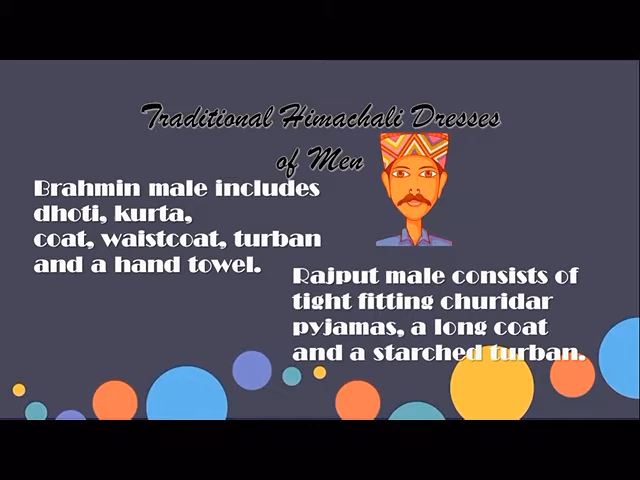 Traditional Himachali Dresses
of Men
Brahmin male includes
dhoti, kurta,
coat, waistcoat, turban
and a hand towel.
Rajput male consists of
tight fitting churidar
pyjamas, a long coat
and a starched turban.